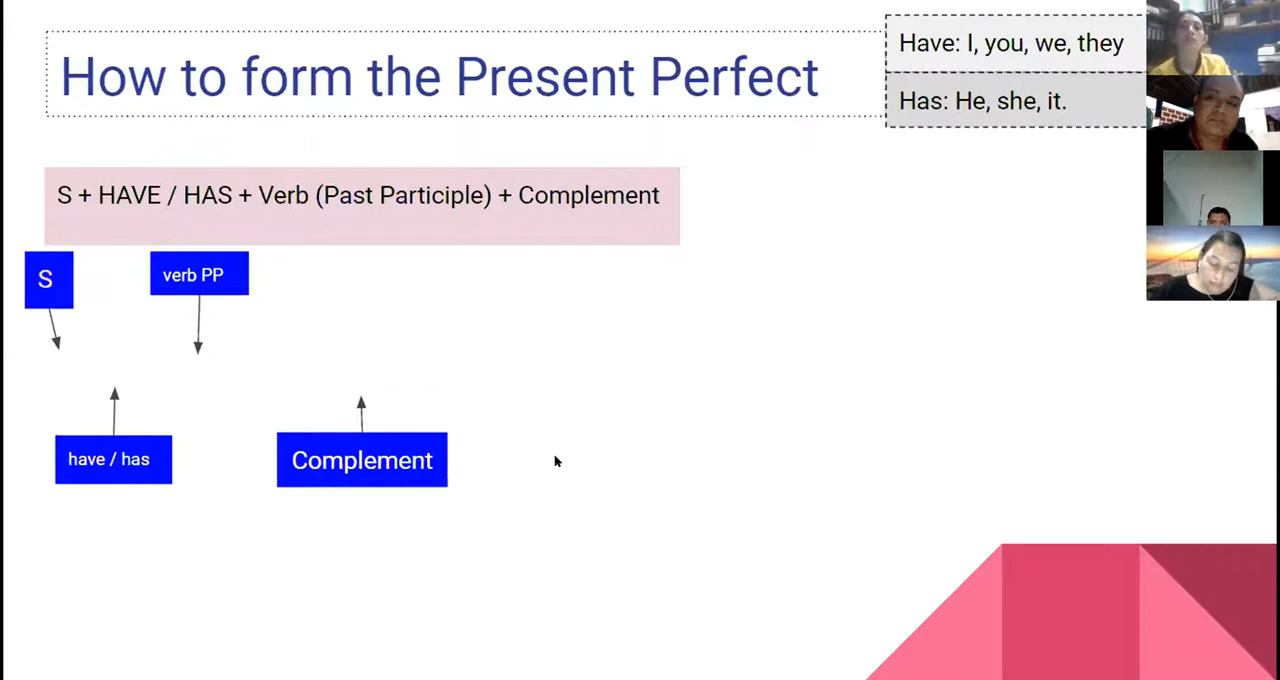 How to form the Present Perfect
Have: I, you, we, they
Has: He, she, it.
S + HAVE / HAS + Verb (Past Participle) + Complement
S
verb PP
have / has
Complement